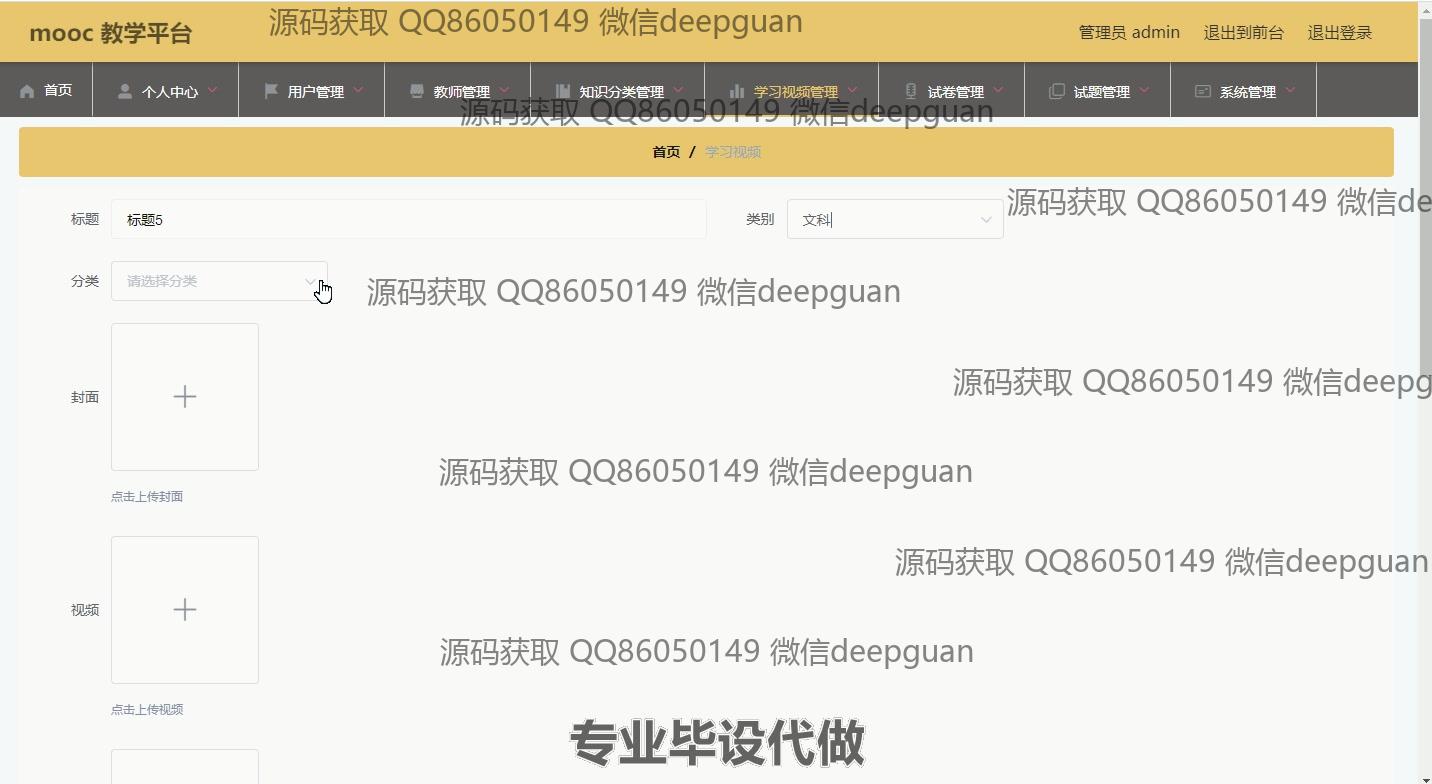 mooc 教学平台
源码获取 QQ86050149 微信deepguan
管理员 admin 退出到前台 退出登录
首页 个人中心 用户管理 教师管理 知识分类管理 学习视频管理 试卷管理 试题管理 系统管理
源码获取 QQ86050149 微信deepguan
首页 / 学习视频
源码获取 QQ86050149 微信de
标题 标题5 类别 文科
分类 请选择分类
源码获取 QQ86050149 微信deepguan
源码获取 QQ86050149 微信deepg
封面
源码获取 QQ86050149 微信deepguan
点击上传封面
源码获取 QQ86050149 微信deepguan
视频
源码获取 QQ86050149 微信deepguan
点击上传视频
专业毕设代做